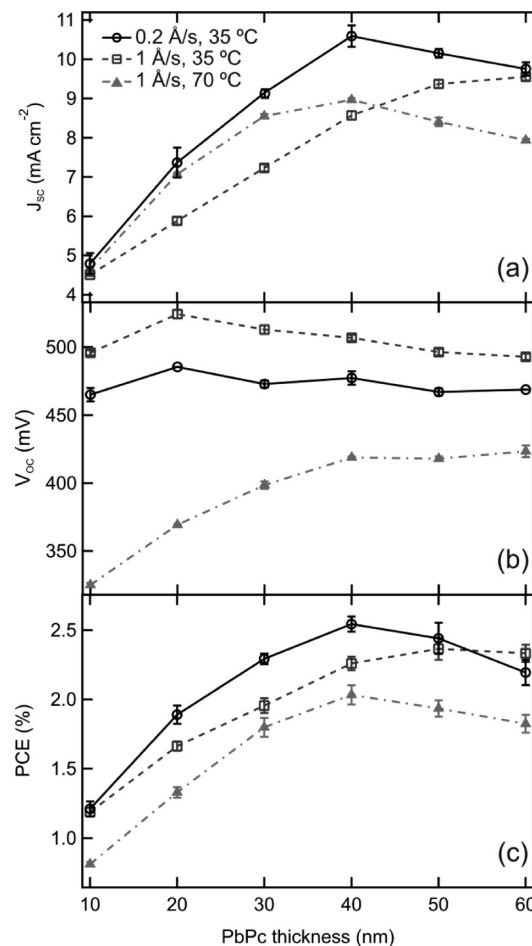 11
10
9
8
7
6
5
4
J_SC (mA cm⁻²)
0.2 Å/s, 35 ºC
1 Å/s, 35 ºC
1 Å/s, 70 ºC
(a)
500
450
400
350
V_OC (mV)
(b)
2.5
2.0
1.5
1.0
PCE (%)
(c)
10 20 30 40 50 60
PbPc thickness (nm)